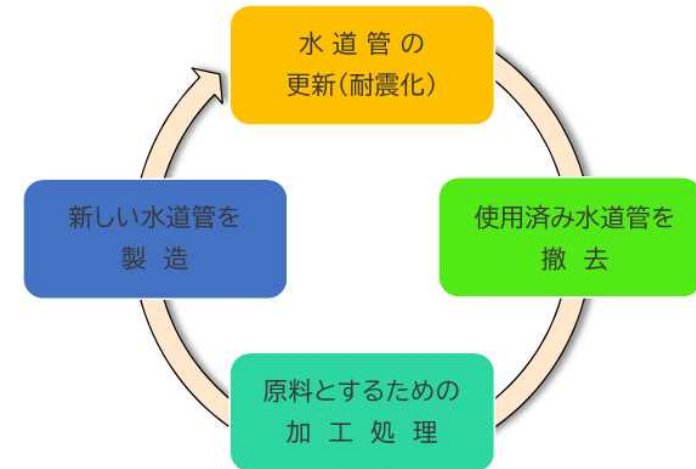 水道管の
更新(耐震化)
使用済み水道管を
撤去
原料とするための
加工処理
新しい水道管を
製造